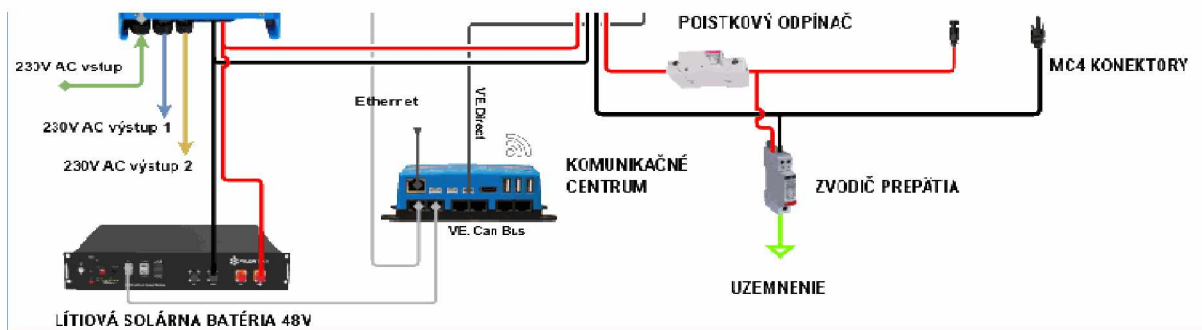 POISTKOVÝ ODPÍNAČ
230V AC vstup
MC4 KONEKTORY
Ethernet
VE.Direct
230V AC výstup 1
230V AC výstup 2
KOMUNIKAČNÉ
CENTRUM
ZVODIČ PREPÄTIA
VE. Can Bus
UZEMNENIE
LÍTIOVÁ SOLÁRNA BATÉRIA 48V